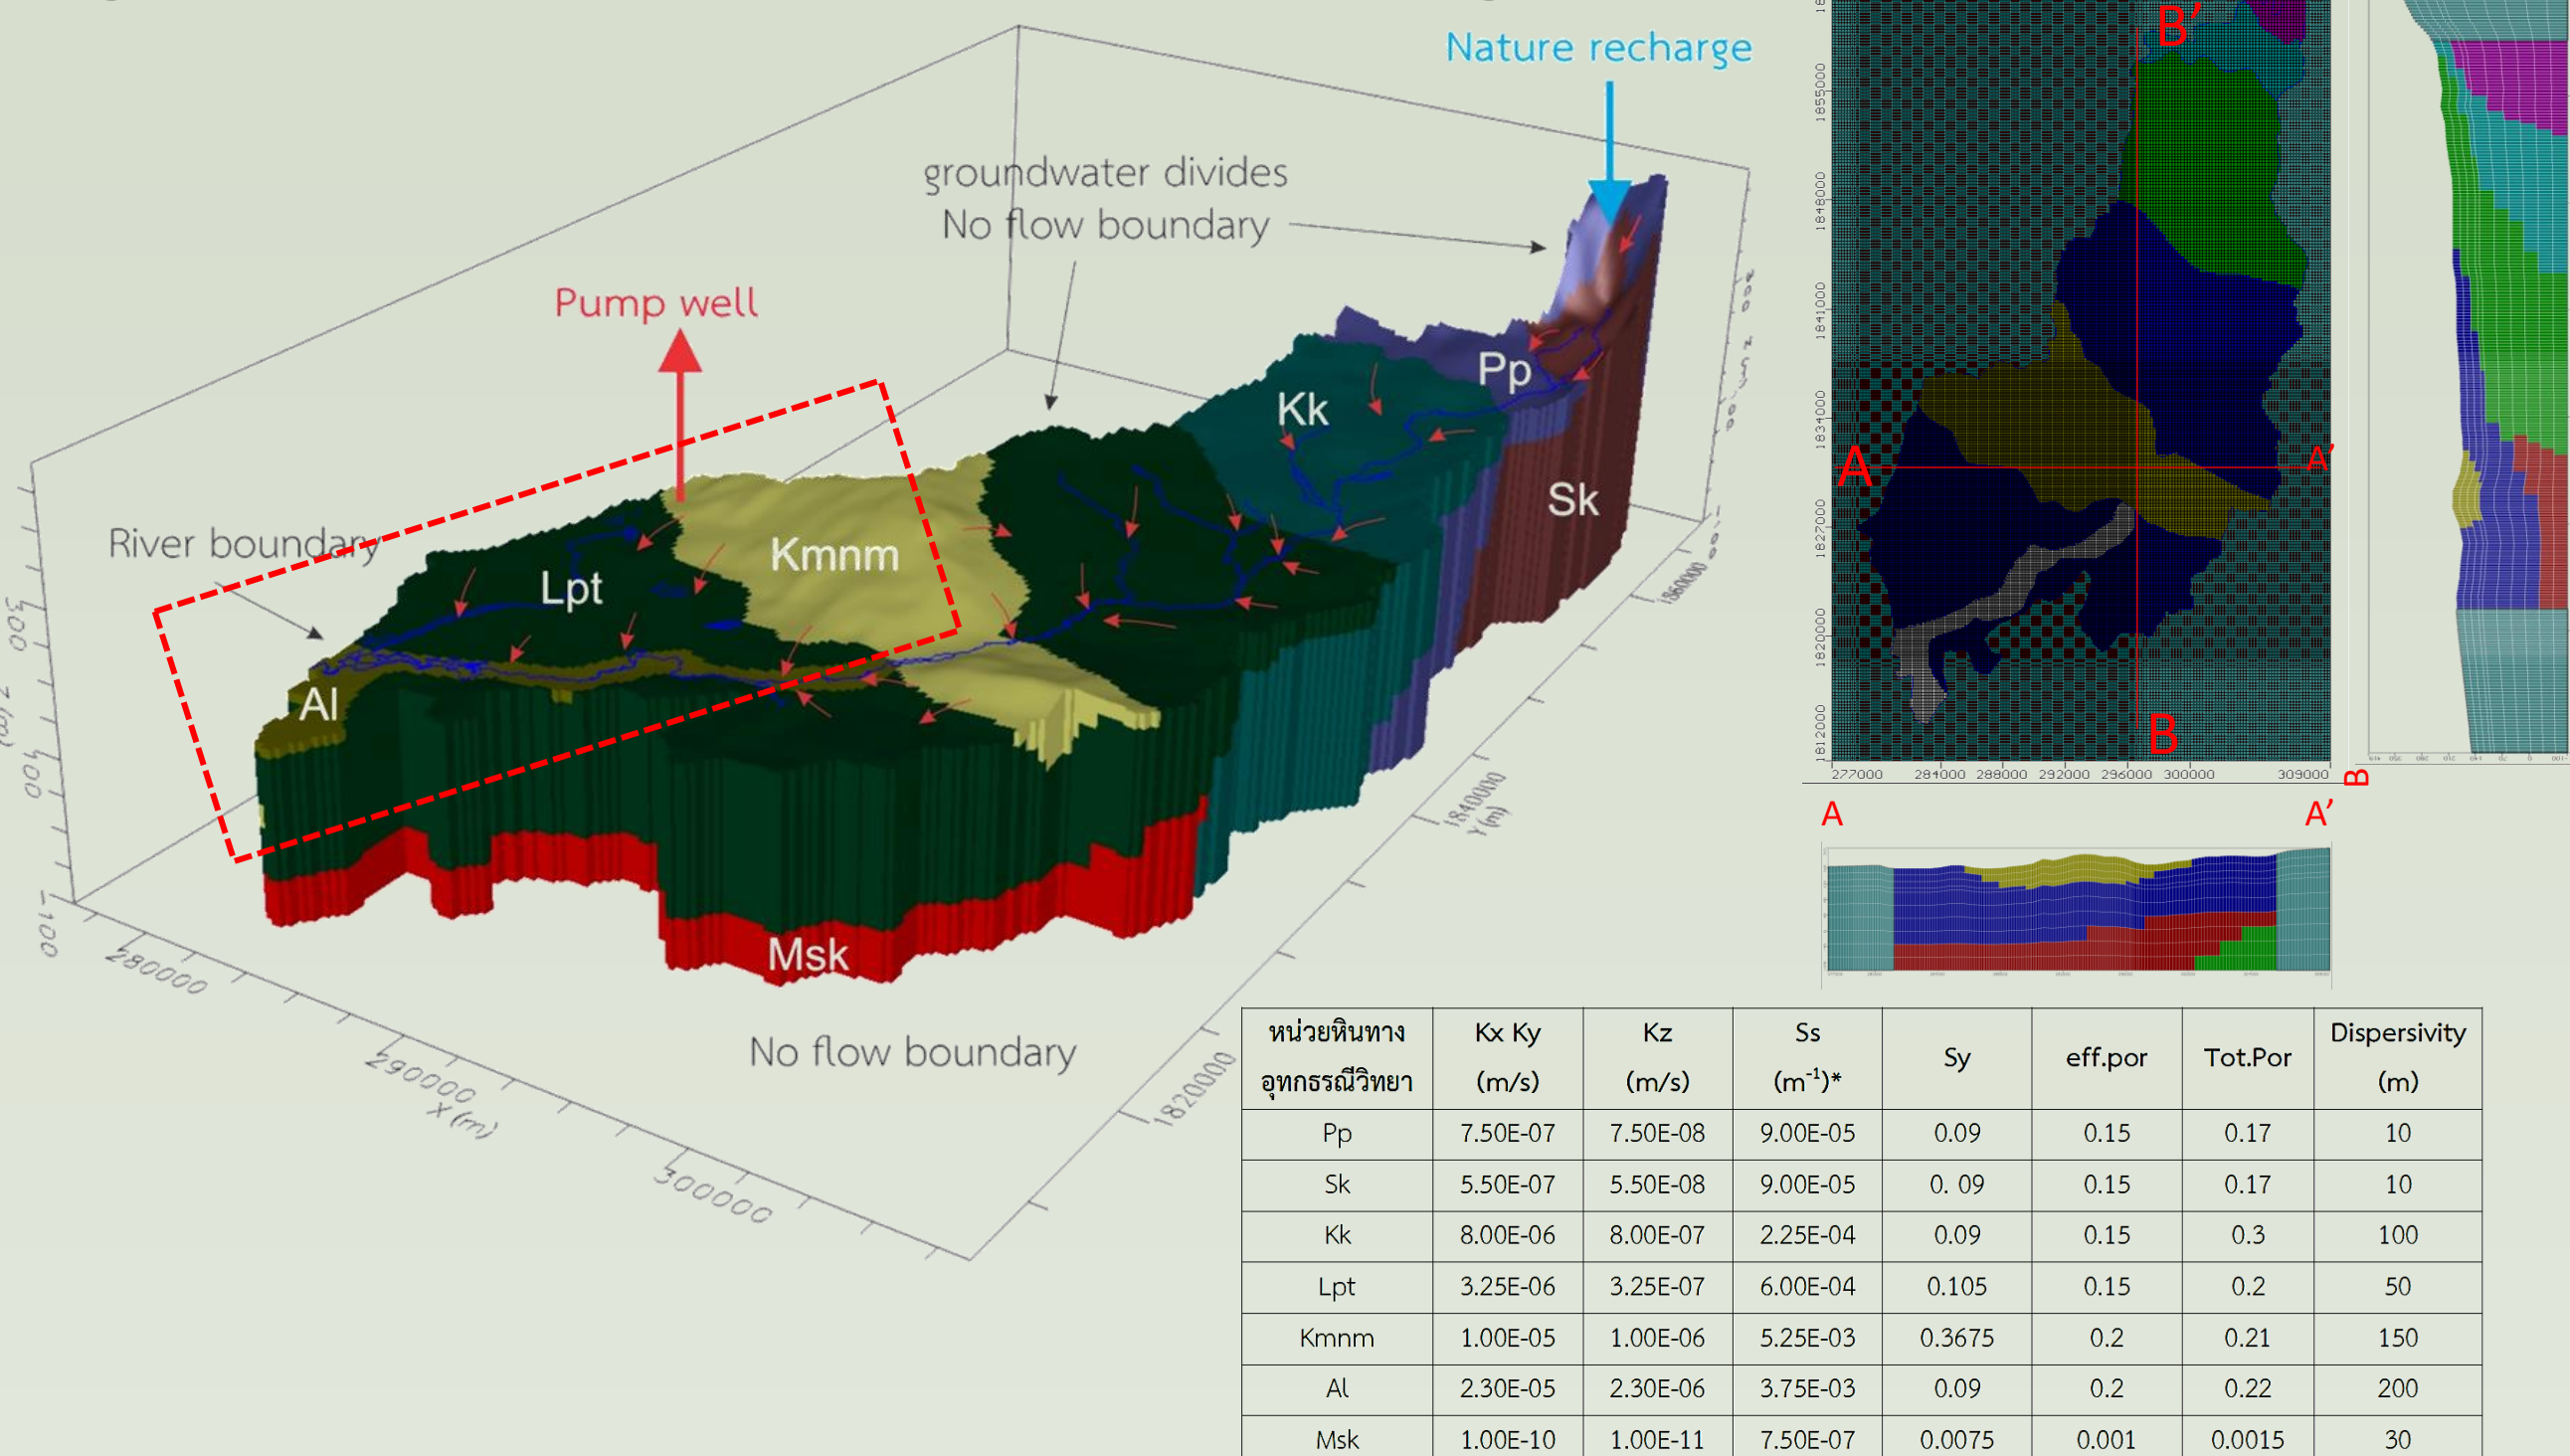 Nature recharge
groundwater divides
No flow boundary
Pump well
River boundary
Pp
Kk
Sk
Kmnm
Lpt
Al
Msk
No flow boundary
280000
290000
X (m)
300000
1820000
1840000
Y (m)
1860000
-100
B'
A
A'
B
1855000
1848000
1841000
1834000
1827000
1820000
1812000
277000 284000 288000 292000 296000 300000 309000
B
A A'
หน่วยหินทางอุทกธรณีวิทยา Kx Ky (m/s) Kz (m/s) Ss (m-1)* Sy eff.por Tot.Por Dispersivity (m)
Pp 7.50E-07 7.50E-08 9.00E-05 0.09 0.15 0.17 10
Sk 5.50E-07 5.50E-08 9.00E-05 0. 09 0.15 0.17 10
Kk 8.00E-06 8.00E-07 2.25E-04 0.09 0.15 0.3 100
Lpt 3.25E-06 3.25E-07 6.00E-04 0.105 0.15 0.2 50
Kmnm 1.00E-05 1.00E-06 5.25E-03 0.3675 0.2 0.21 150
Al 2.30E-05 2.30E-06 3.75E-03 0.09 0.2 0.22 200
Msk 1.00E-10 1.00E-11 7.50E-07 0.0075 0.001 0.0015 30